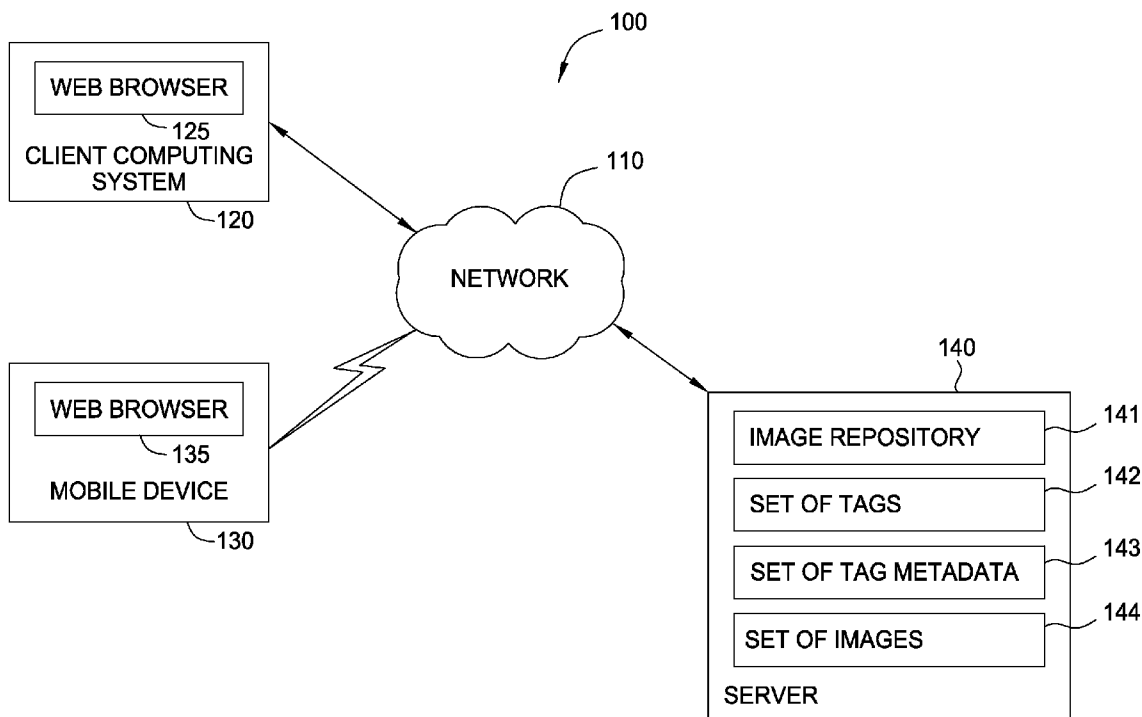 100
WEB BROWSER
125
CLIENT COMPUTING
SYSTEM
120
110
NETWORK
WEB BROWSER
135
MOBILE DEVICE
130
140
IMAGE REPOSITORY
141
SET OF TAGS
142
SET OF TAG METADATA
143
SET OF IMAGES
144
SERVER